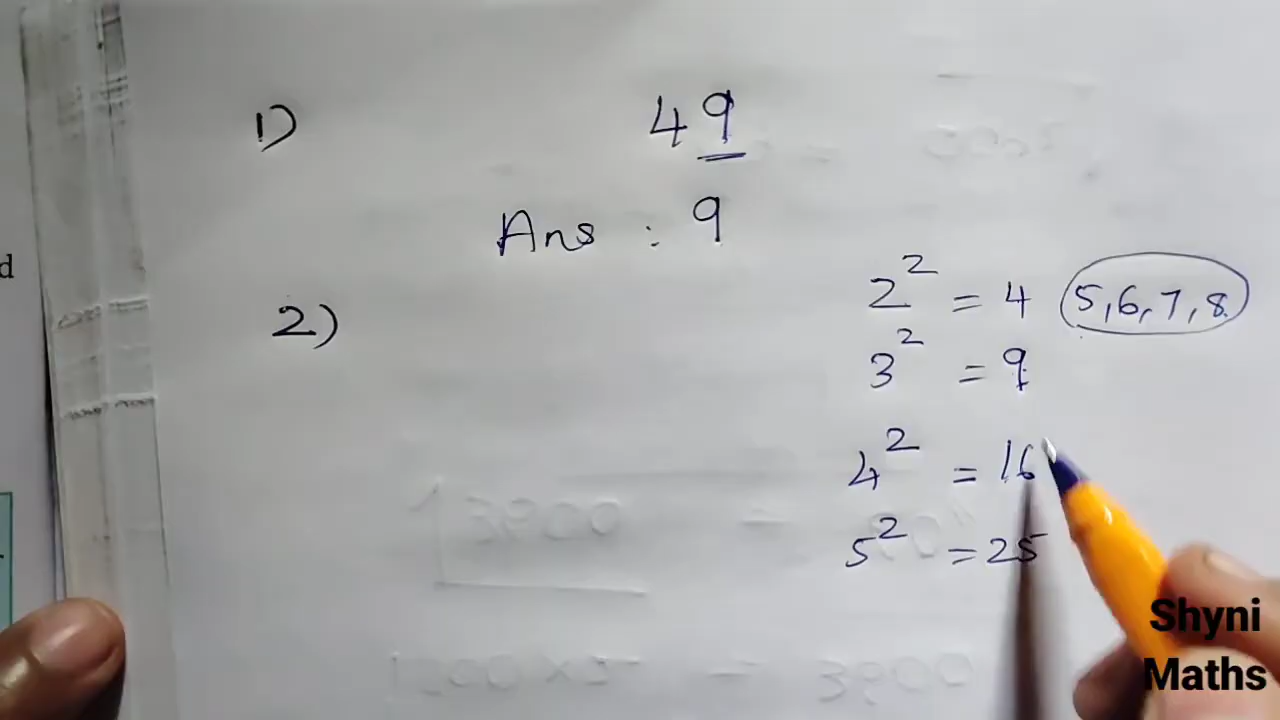 1) 49
Ans : 9
2)
2² = 4 (5,6,7,8)
3² = 9
4² = 16
5² = 25
d
Shyni
Maths